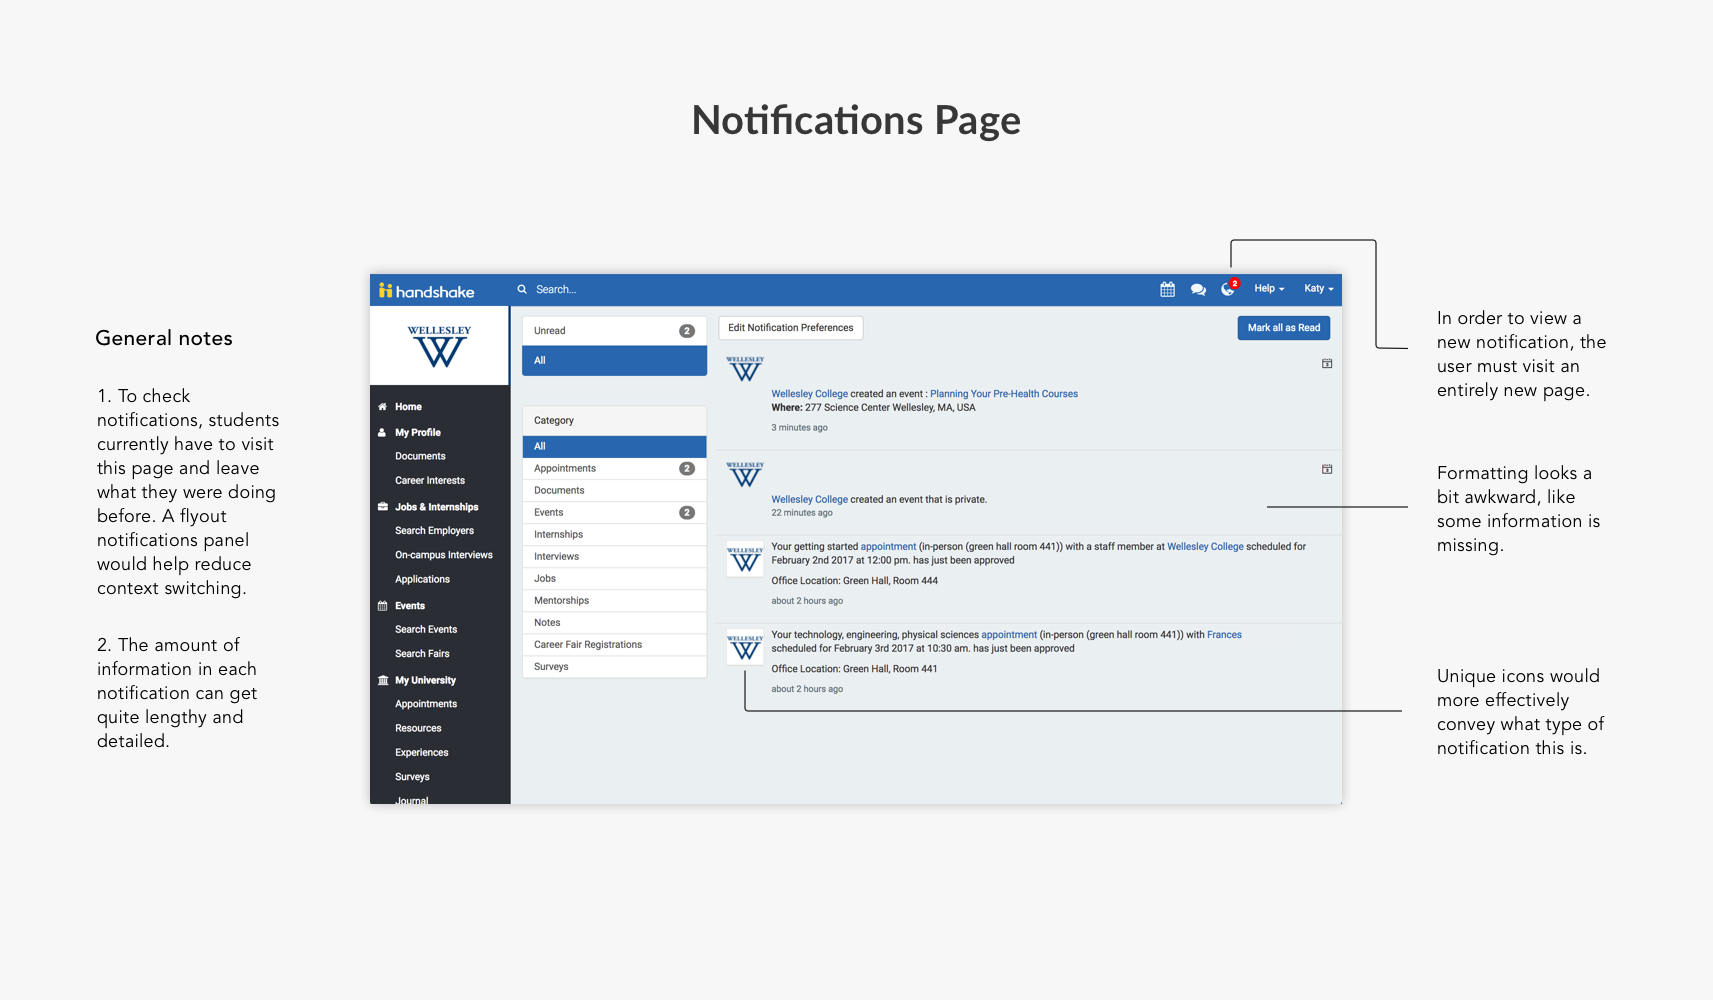 Notifications Page
General notes
1. To check
notifications, students
currently have to visit
this page and leave
what they were doing
before. A flyout
notifications panel
would help reduce
context switching.
2. The amount of
information in each
notification can get
quite lengthy and
detailed.
handshake
Search...
2
Help
Katy
WELLESLEY
W
Home
My Profile
Documents
Career Interests
Jobs & Internships
Search Employers
On-campus Interviews
Applications
Events
Search Events
Search Fairs
My University
Appointments
Resources
Experiences
Surveys
Journal
Unread 2
All
Category
All
Appointments 2
Documents
Events 2
Internships
Interviews
Jobs
Mentorships
Notes
Career Fair Registrations
Surveys
Edit Notification Preferences
Mark all as Read
WELLESLEY
W
Wellesley College created an event : Planning Your Pre-Health Courses
Where: 277 Science Center Wellesley, MA, USA
3 minutes ago
WELLESLEY
W
Wellesley College created an event that is private.
22 minutes ago
WELLESLEY
W
Your getting started appointment (in-person (green hall room 441)) with a staff member at Wellesley College scheduled for
February 2nd 2017 at 12:00 pm. has just been approved
Office Location: Green Hall, Room 444
about 2 hours ago
WELLESLEY
W
Your technology, engineering, physical sciences appointment (in-person (green hall room 441)) with Frances
scheduled for February 3rd 2017 at 10:30 am. has just been approved
Office Location: Green Hall, Room 441
about 2 hours ago
In order to view a
new notification, the
user must visit an
entirely new page.
Formatting looks a
bit awkward, like
some information is
missing.
Unique icons would
more effectively
convey what type of
notification this is.